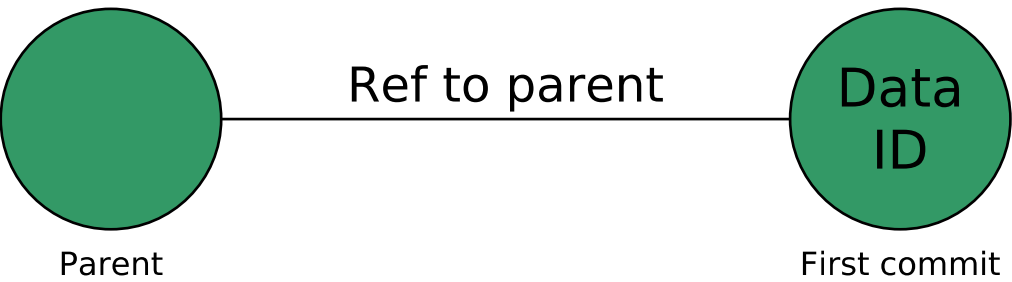 Ref to parent
Data
ID
Parent
First commit